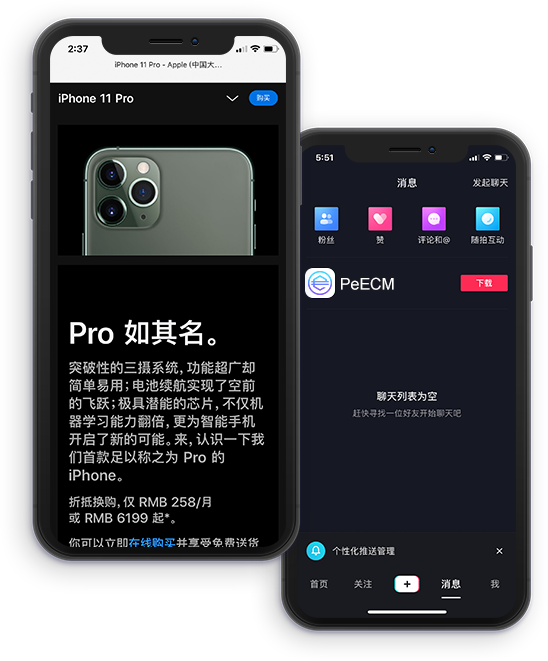 2:37
iPhone 11 Pro - Apple (中国大...
iPhone 11 Pro
购买
Pro 如其名。
突破性的三摄系统，功能超广却
简单易用；电池续航实现了空前
的飞跃；极具潜能的芯片，不仅机
器学习能力翻倍，更为智能手机
开启了新的可能。来，认识一下我
们首款足以称之为 Pro 的
iPhone。
折抵换购，仅 RMB 258/月
或 RMB 6199 起*。
你可以立即在线购买并享受免费送货
5:51
消息
发起聊天
粉丝
赞
评论和@
随拍互动
PeECM
下载
聊天列表为空
赶快寻找一位好友开始聊天吧
个性化推送管理
首页
关注
消息
我